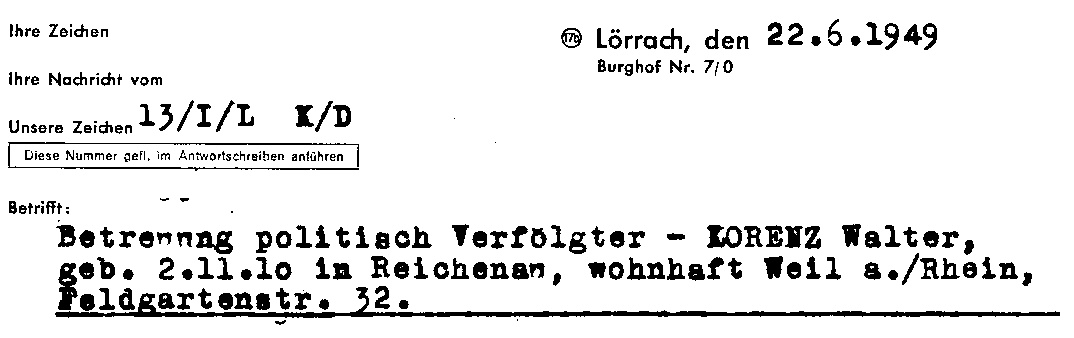 Ihre Zeichen
17b Lörrach, den 22.6.1949
Burghof Nr. 7/0
Ihre Nachricht vom
Unsere Zeichen 13/I/L K/D
Diese Nummer gefl. im Antwortschreiben anführen
Betrifft:
Betreuung politisch Verfolgter - LORENZ Walter,
geb. 2.11.10 in Reichenau, wohnhaft Weil a./Rhein,
Feldgartenstr. 32.